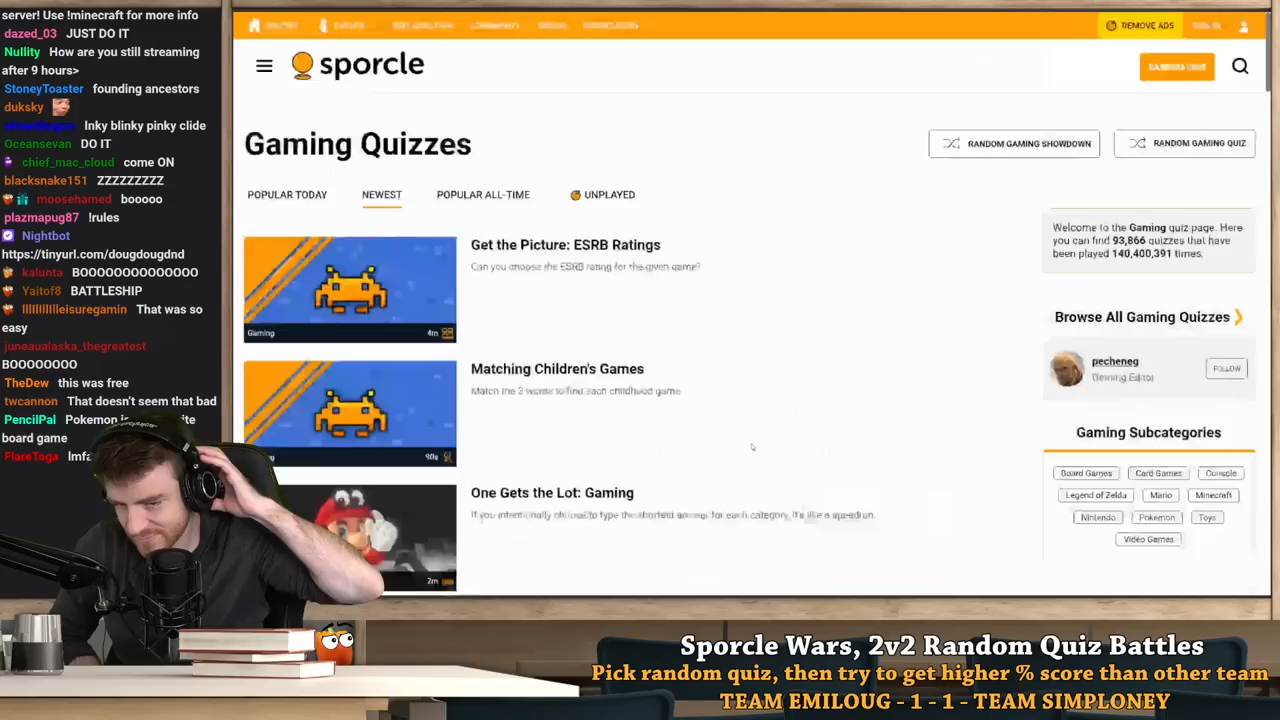 server! Use !minecraft for more info
dazed_03 JUST DO IT
Nullity How are you still streaming
after 9 hours>
StoneyToaster founding ancestors
duksky
Inky blinky pinky clide
Oceansevan DO IT
chief_mac_cloud come ON
blacksnake151 ZZZZZZZZZ
moosehamed booooo
plazmapug87 !rules
Nightbot
https://tinyurl.com/dougdougdnd
kalunta BOOOOOOOOOOOOOO
Yaitof8 BATTLESHIP
leisuregamin That was so
easy
juneaualaska_thegreatest
BOOOOOOOO
TheDew this was free
twcannon That doesn't seem that bad
PencilPal Pokemon
board game
FlareToga lmfa
REMOVE ADS
sporcle
Gaming Quizzes
RANDOM GAMING SHOWDOWN
RANDOM GAMING QUIZ
POPULAR TODAY
NEWEST
POPULAR ALL-TIME
UNPLAYED
Get the Picture: ESRB Ratings
Can you choose the ESRB rating for the given game?
Gaming 4m
Matching Children's Games
Match the 3 words to find each childhood game
90s
One Gets the Lot: Gaming
If you intentionally choose to type the shortest answer for each category, it's like a speedrun.
2m
Welcome to the Gaming quiz page. Here
you can find 93,866 quizzes that have
been played 140,400,391 times.
Browse All Gaming Quizzes
pecheneg
Gaming Editor
FOLLOW
Gaming Subcategories
Board Games Card Games Console
Legend of Zelda Mario Minecraft
Nintendo Pokemon Toys
Video Games
Sporcle Wars, 2v2 Random Quiz Battles
Pick random quiz, then try to get higher % score than other team
TEAM EMILOUG - 1 - 1 - TEAM SIMPLONEY